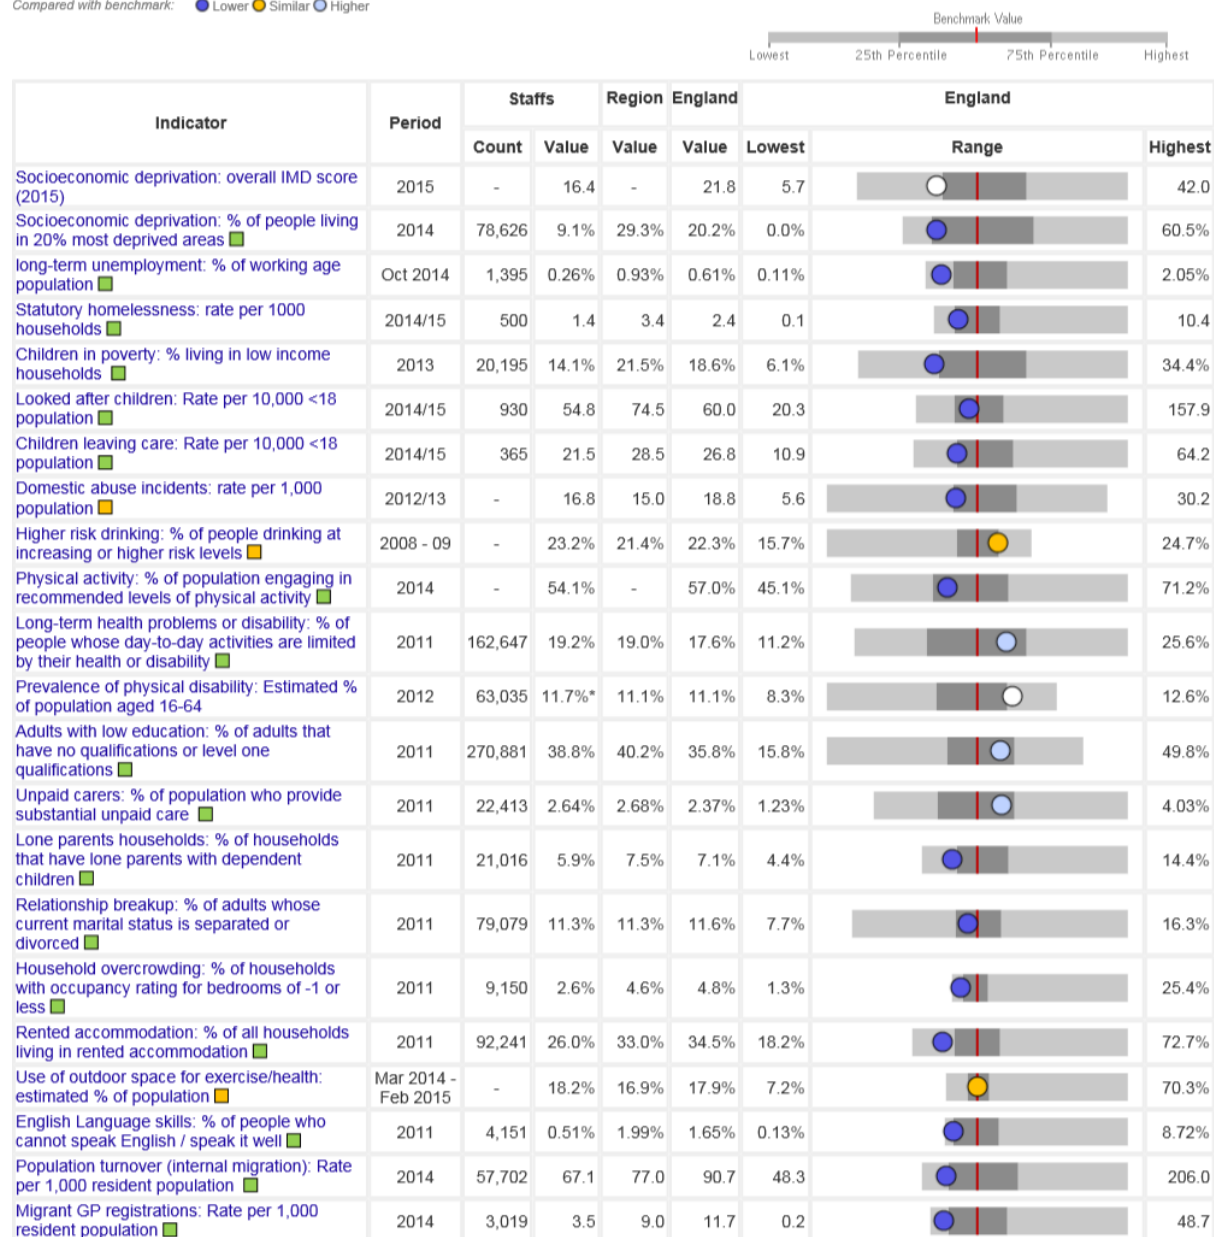 Compared with benchmark: Lower Similar Higher
Benchmark Value
Lowest 25th Percentile 75th Percentile Highest
Indicator Period Staffs Region England England
Count Value Value Value Lowest Range Highest
Socioeconomic deprivation: overall IMD score
(2015) 2015 - 16.4 - 21.8 5.7 42.0
Socioeconomic deprivation: % of people living
in 20% most deprived areas 2014 78,626 9.1% 29.3% 20.2% 0.0% 60.5%
long-term unemployment: % of working age
population Oct 2014 1,395 0.26% 0.93% 0.61% 0.11% 2.05%
Statutory homelessness: rate per 1000
households 2014/15 500 1.4 3.4 2.4 0.1 10.4
Children in poverty: % living in low income
households 2013 20,195 14.1% 21.5% 18.6% 6.1% 34.4%
Looked after children: Rate per 10,000 <18
population 2014/15 930 54.8 74.5 60.0 20.3 157.9
Children leaving care: Rate per 10,000 <18
population 2014/15 365 21.5 28.5 26.8 10.9 64.2
Domestic abuse incidents: rate per 1,000
population 2012/13 - 16.8 15.0 18.8 5.6 30.2
Higher risk drinking: % of people drinking at
increasing or higher risk levels 2008 - 09 - 23.2% 21.4% 22.3% 15.7% 24.7%
Physical activity: % of population engaging in
recommended levels of physical activity 2014 - 54.1% - 57.0% 45.1% 71.2%
Long-term health problems or disability: % of
people whose day-to-day activities are limited
by their health or disability 2011 162,647 19.2% 19.0% 17.6% 11.2% 25.6%
Prevalence of physical disability: Estimated %
of population aged 16-64 2012 63,035 11.7%* 11.1% 11.1% 8.3% 12.6%
Adults with low education: % of adults that
have no qualifications or level one
qualifications 2011 270,881 38.8% 40.2% 35.8% 15.8% 49.8%
Unpaid carers: % of population who provide
substantial unpaid care 2011 22,413 2.64% 2.68% 2.37% 1.23% 4.03%
Lone parents households: % of households
that have lone parents with dependent
children 2011 21,016 5.9% 7.5% 7.1% 4.4% 14.4%
Relationship breakup: % of adults whose
current marital status is separated or
divorced 2011 79,079 11.3% 11.3% 11.6% 7.7% 16.3%
Household overcrowding: % of households
with occupancy rating for bedrooms of -1 or
less 2011 9,150 2.6% 4.6% 4.8% 1.3% 25.4%
Rented accommodation: % of all households
living in rented accommodation 2011 92,241 26.0% 33.0% 34.5% 18.2% 72.7%
Use of outdoor space for exercise/health:
estimated % of population Mar 2014 -
Feb 2015 - 18.2% 16.9% 17.9% 7.2% 70.3%
English Language skills: % of people who
cannot speak English / speak it well 2011 4,151 0.51% 1.99% 1.65% 0.13% 8.72%
Population turnover (internal migration): Rate
per 1,000 resident population 2014 57,702 67.1 77.0 90.7 48.3 206.0
Migrant GP registrations: Rate per 1,000
resident population 2014 3,019 3.5 9.0 11.7 0.2 48.7